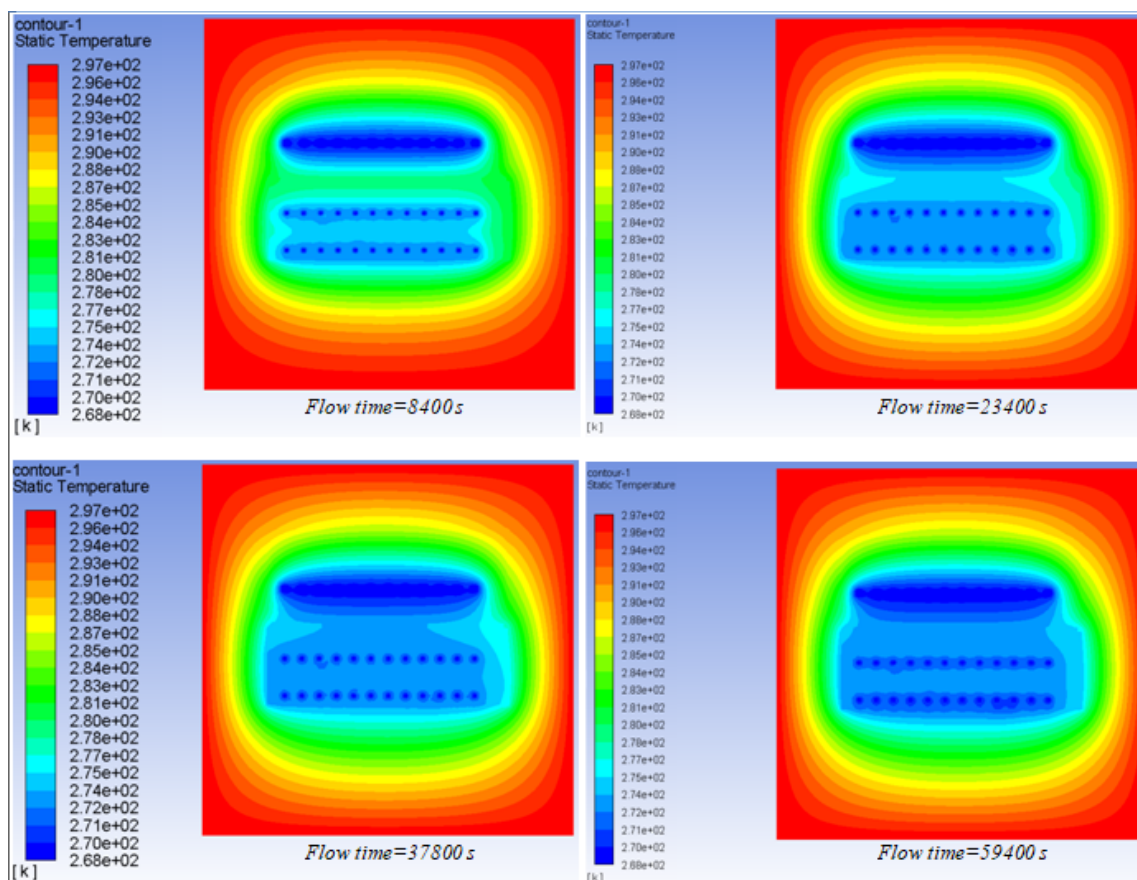 contour-1
Static Temperature
2.97e+02
2.96e+02
2.94e+02
2.93e+02
2.91e+02
2.90e+02
2.88e+02
2.87e+02
2.85e+02
2.84e+02
2.83e+02
2.81e+02
2.80e+02
2.78e+02
2.77e+02
2.75e+02
2.74e+02
2.72e+02
2.71e+02
2.70e+02
2.68e+02
[k]
Flow time=8400 s
contour-1
Static Temperature
2.97e+02
2.96e+02
2.94e+02
2.93e+02
2.91e+02
2.90e+02
2.88e+02
2.87e+02
2.85e+02
2.84e+02
2.83e+02
2.81e+02
2.80e+02
2.78e+02
2.77e+02
2.75e+02
2.74e+02
2.72e+02
2.71e+02
2.70e+02
2.68e+02
[k]
Flow time=23400 s
contour-1
Static Temperature
2.97e+02
2.96e+02
2.94e+02
2.93e+02
2.91e+02
2.90e+02
2.88e+02
2.87e+02
2.85e+02
2.84e+02
2.83e+02
2.81e+02
2.80e+02
2.78e+02
2.77e+02
2.75e+02
2.74e+02
2.72e+02
2.71e+02
2.70e+02
2.68e+02
[k]
Flow time=37800 s
contour-1
Static Temperature
2.97e+02
2.96e+02
2.94e+02
2.93e+02
2.91e+02
2.90e+02
2.88e+02
2.87e+02
2.85e+02
2.84e+02
2.83e+02
2.81e+02
2.80e+02
2.78e+02
2.77e+02
2.75e+02
2.74e+02
2.72e+02
2.71e+02
2.70e+02
2.68e+02
[k]
Flow time=59400 s